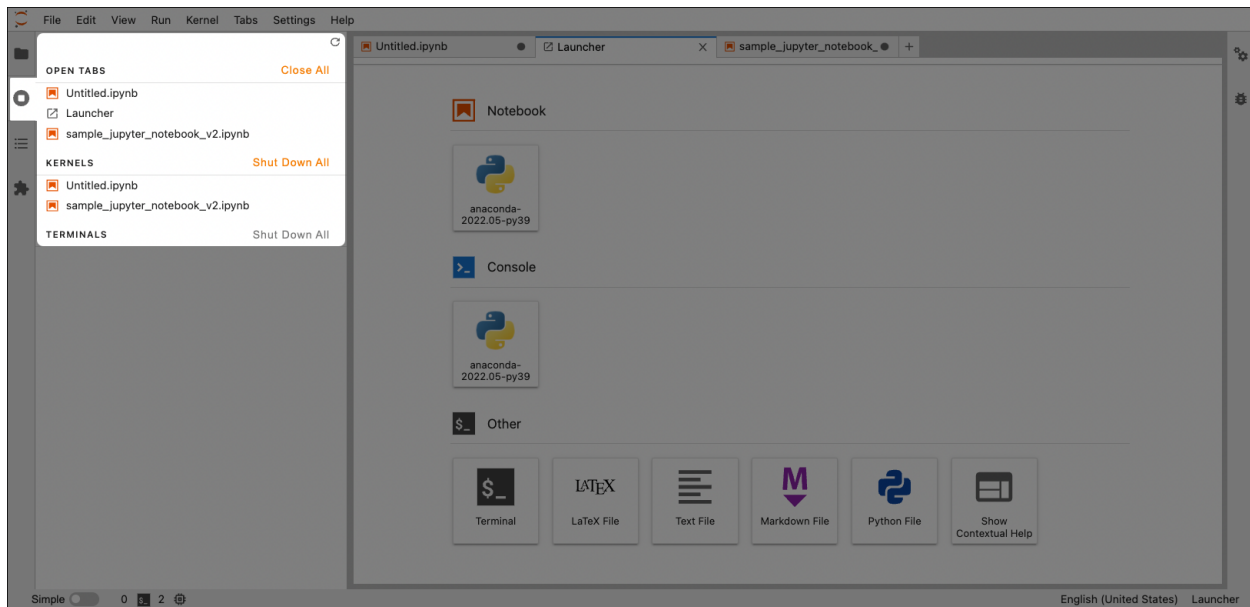 File Edit View Run Kernel Tabs Settings Help
OPEN TABS Close All
Untitled.ipynb
Launcher
sample_jupyter_notebook_v2.ipynb
KERNELS Shut Down All
Untitled.ipynb
sample_jupyter_notebook_v2.ipynb
TERMINALS Shut Down All
Untitled.ipynb Launcher sample_jupyter_notebook_
Notebook
anaconda-
2022.05-py39
>_ Console
anaconda-
2022.05-py39
$_ Other
$_
Terminal
LATEX
LaTeX File
Text File
M
Markdown File
Python File
Show
Contextual Help
Simple 0 $_ 2 English (United States) Launcher